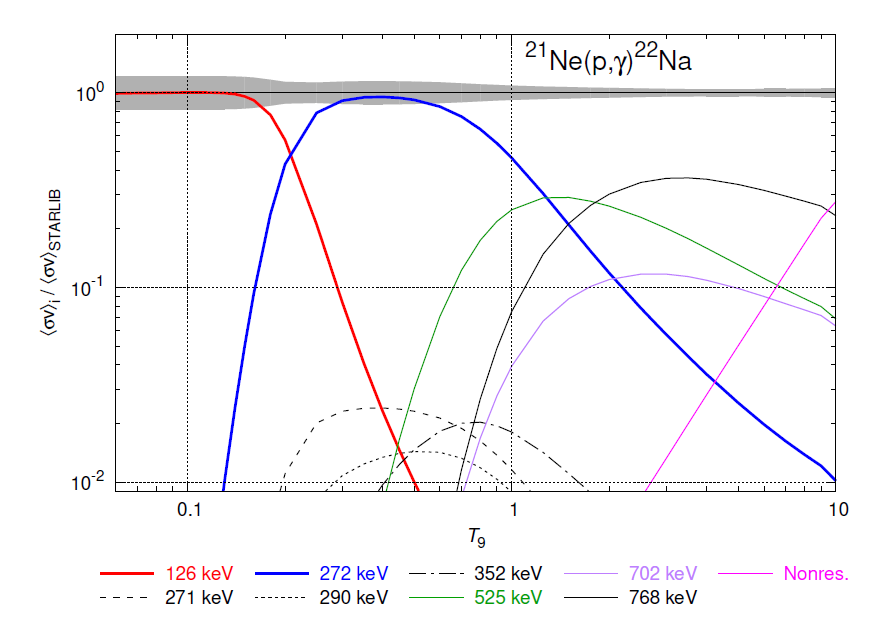 ²¹Ne(p,γ)²²Na
10⁰
10⁻¹
10⁻²
⟨σv⟩ᵢ / ⟨σv⟩STARLIB
0.1 1 10
T₉
126 keV 272 keV 352 keV 702 keV Nonres.
271 keV 290 keV 525 keV 768 keV